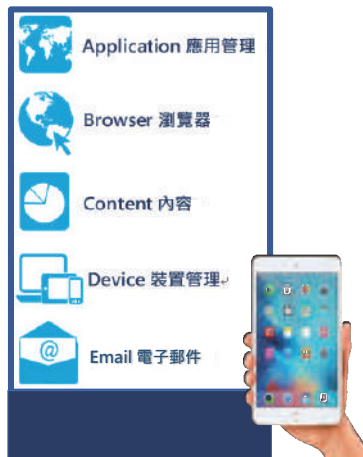 Application 應用管理
Browser 瀏覽器
Content 內容
Device 裝置管理↵
@
Email 電子郵件